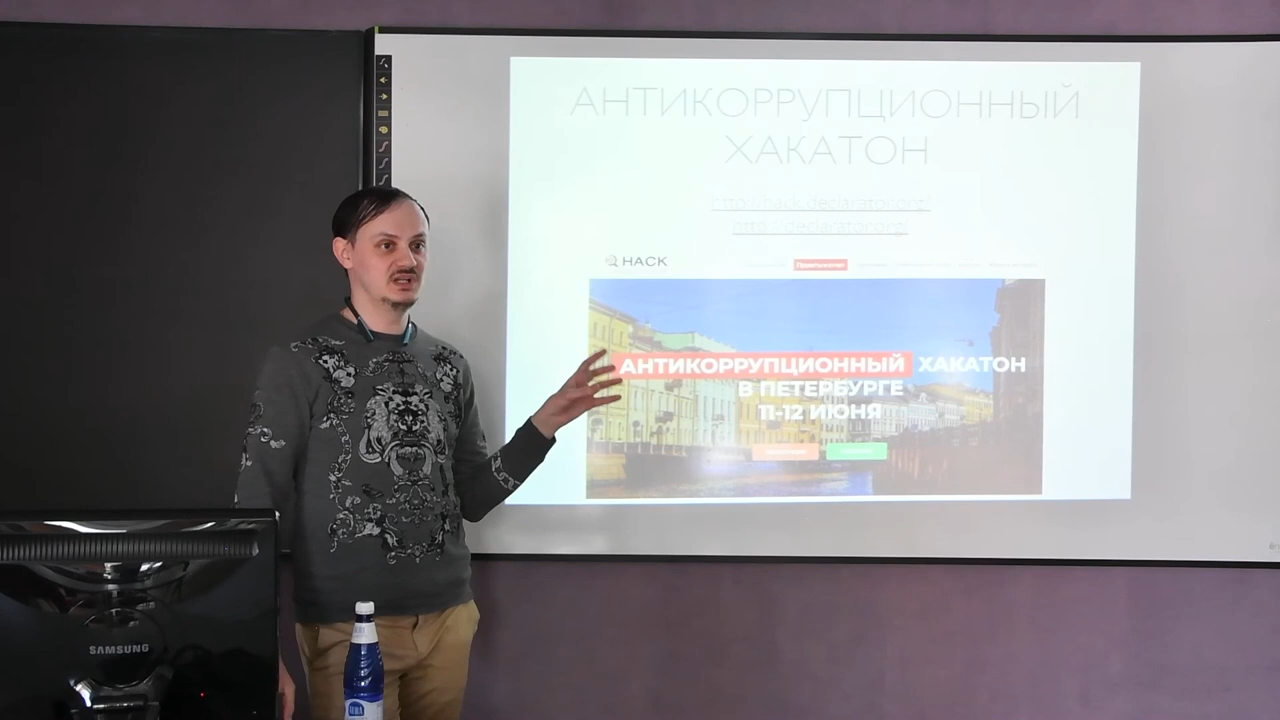 АНТИКОРРУПЦИОННЫЙ
ХАКАТОН
http://hack.declarator.org/
http://declarator.org/
HACK
АНТИКОРРУПЦИОННЫЙ ХАКАТОН
В ПЕТЕРБУРГЕ
11-12 ИЮНЯ
SAMSUNG